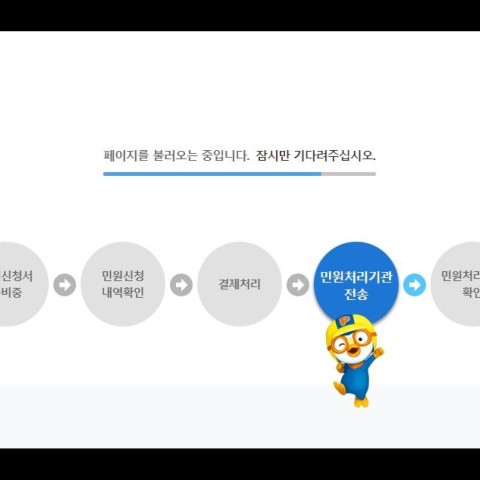 페이지를 불러오는 중입니다. 잠시만 기다려주십시오.
신청서
비중
민원신청
내역확인
결제처리
민원처리기관
전송
민원처리
확인
P